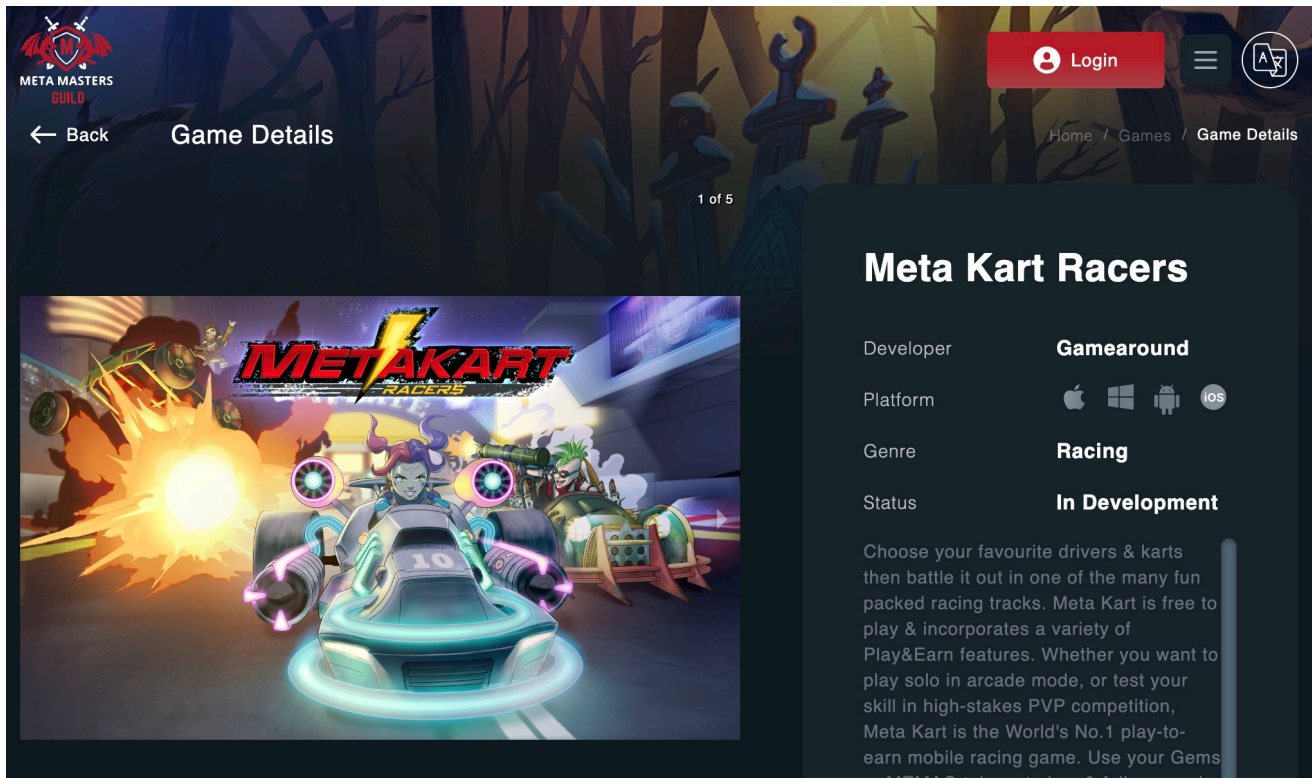 META MASTERS
GUILD
Login
Back
Game Details
Home / Games / Game Details
1 of 5
METAKART
RACERS
10
Meta Kart Racers
Developer Gamearound
Platform iOS
Genre Racing
Status In Development
Choose your favourite drivers & karts
then battle it out in one of the many fun
packed racing tracks. Meta Kart is free to
play & incorporates a variety of
Play&Earn features. Whether you want to
play solo in arcade mode, or test your
skill in high-stakes PVP competition,
Meta Kart is the World's No.1 play-to-
earn mobile racing game. Use your Gems